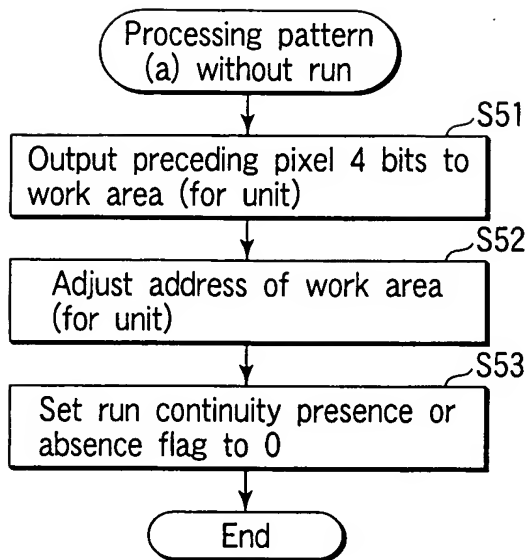 Processing pattern
(a) without run
S51
Output preceding pixel 4 bits to
work area (for unit)
S52
Adjust address of work area
(for unit)
S53
Set run continuity presence or
absence flag to 0
End